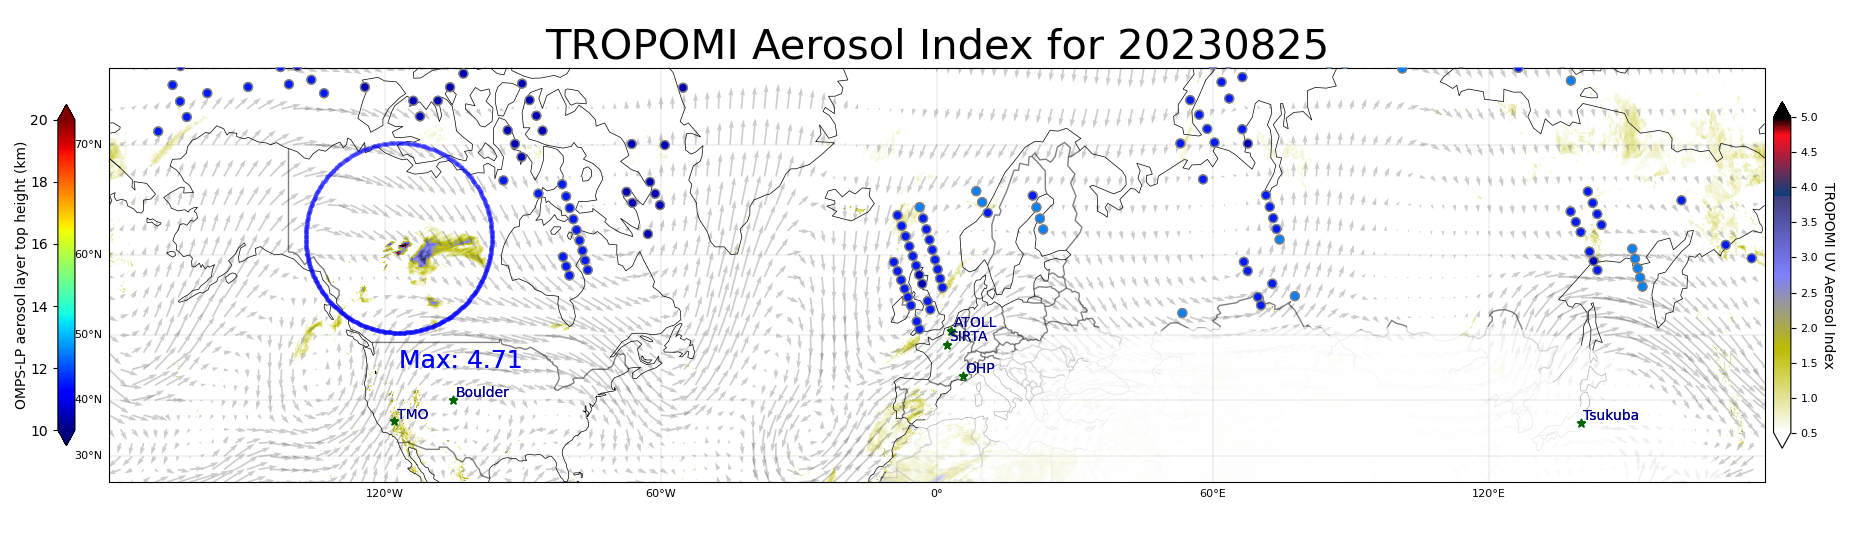 TROPOMI Aerosol Index for 20230825
20
18
16
14
12
10
OMPS-LP aerosol layer top height (km)
70°N
60°N
50°N
40°N
30°N
120°W
60°W
0°
60°E
120°E
Max: 4.71
Boulder
TMO
ATOLL
SIRTA
OHP
Tsukuba
5.0
4.5
4.0
3.5
3.0
2.5
2.0
1.5
1.0
0.5
TROPOMI UV Aerosol Index